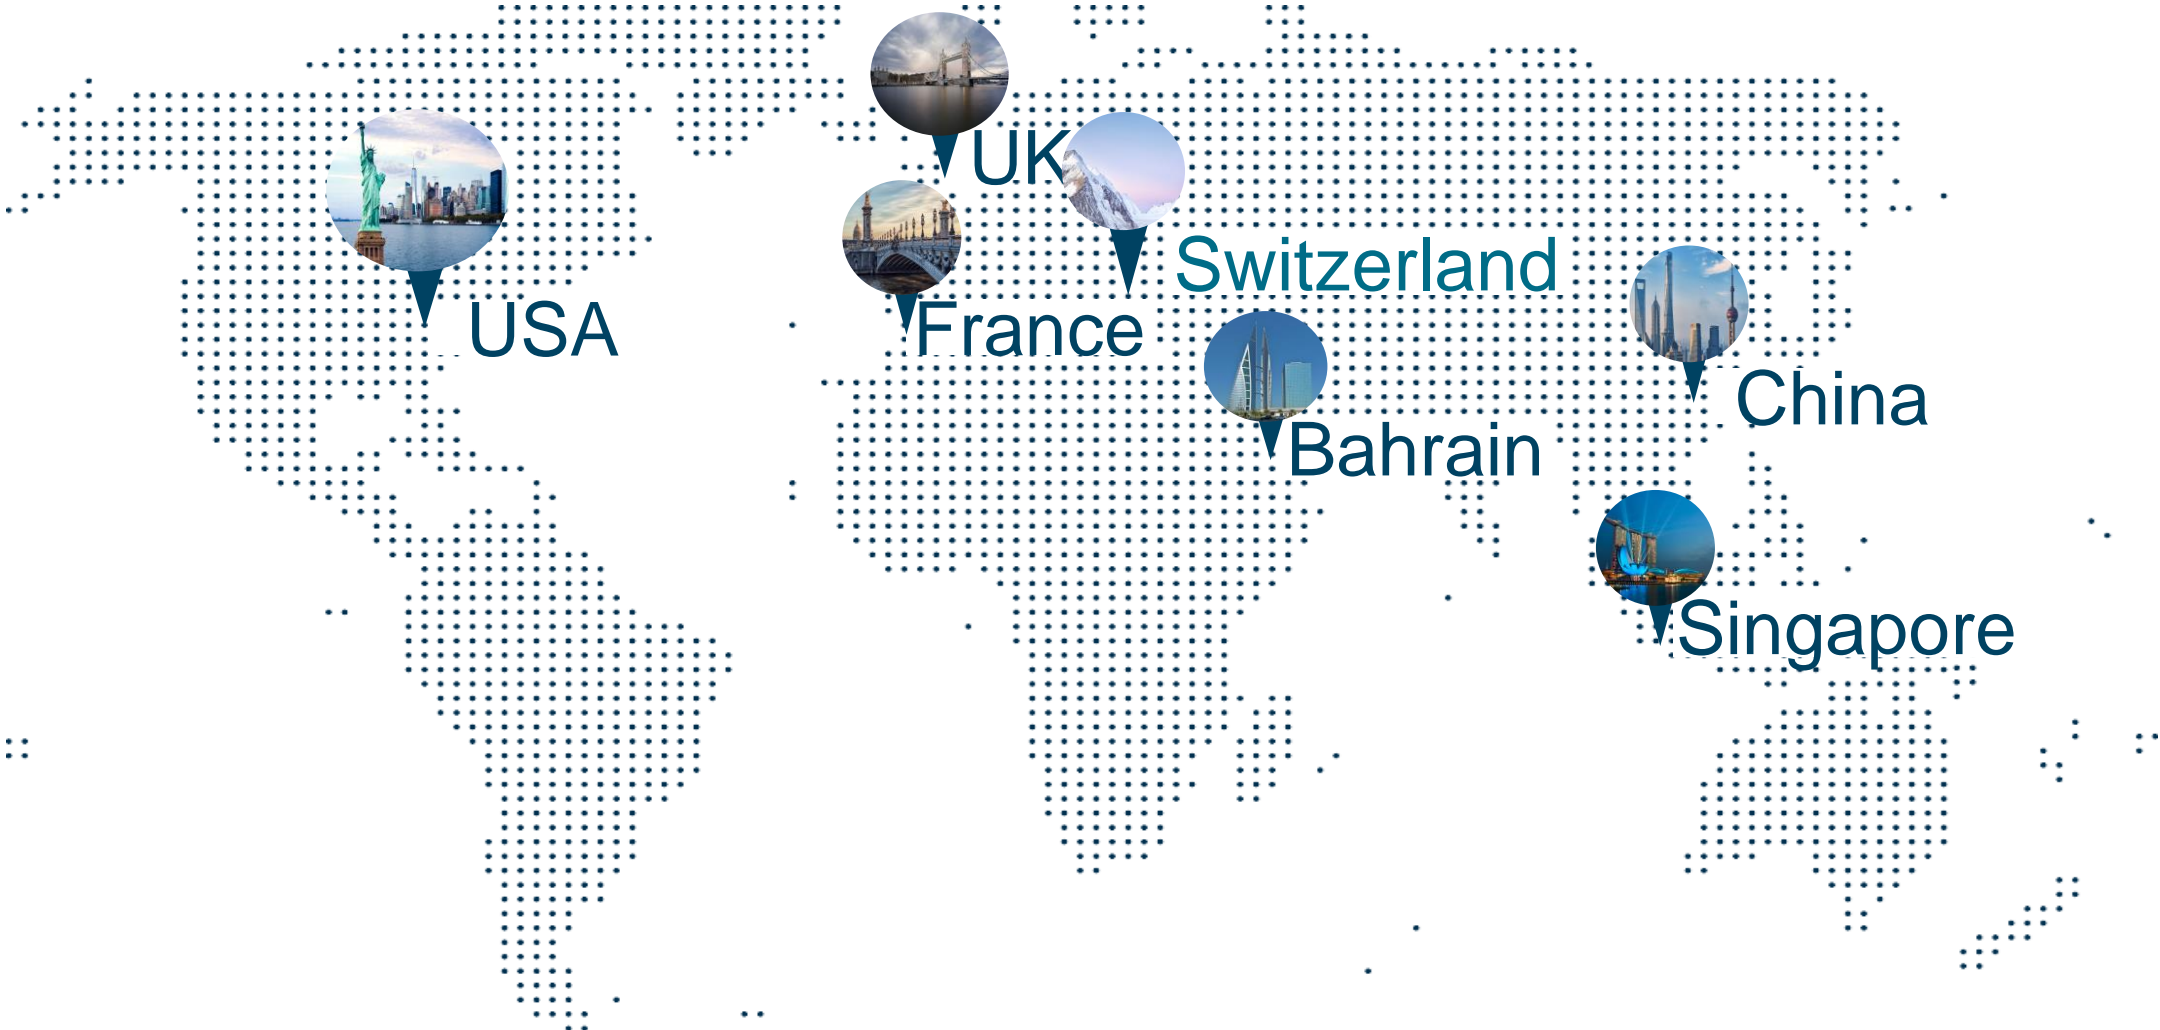 UK
Switzerland
USA
France
China
Bahrain
Singapore